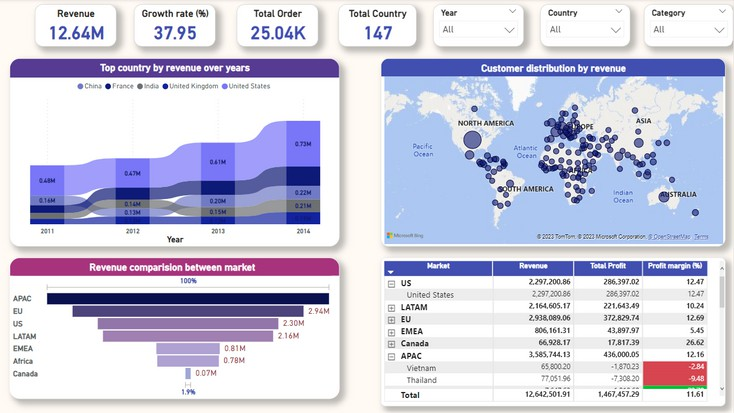 Revenue
12.64M
Growth rate (%)
37.95
Total Order
25.04K
Total Country
147
Year
All
Country
All
Category
All
Top country by revenue over years
China France India United Kingdom United States
0.48M
0.16M
0.47M
0.14M
0.13M
0.61M
0.20M
0.15M
0.73M
0.22M
0.21M
2011 2012 2013 2014
Year
Customer distribution by revenue
NORTH AMERICA
ASIA
Pacific
Ocean
Atlantic
Ocean
SOUTH AMERICA
Indian
Ocean
AUSTRALIA
Microsoft Bing
© 2023 TomTom, © 2023 Microsoft Corporation, © OpenStreetMap Terms
Revenue comparision between market
100%
APAC
EU 2.94M
US 2.30M
LATAM 2.16M
EMEA 0.81M
Africa 0.78M
Canada 0.07M
1.9%
Market Revenue Total Profit Profit margin (%)
US 2,297,200.86 286,397.02 12.47
United States 2,297,200.86 286,397.02 12.47
LATAM 2,164,605.17 221,643.49 10.24
EU 2,938,089.06 372,829.74 12.69
EMEA 806,161.31 43,897.97 5.45
Canada 66,928.17 17,817.39 26.62
APAC 3,585,744.13 436,000.05 12.16
Vietnam 65,800.20 -1,870.23 -2.84
Thailand 77,051.96 -7,308.20 -9.48
Total 12,642,501.91 1,467,457.29 11.61